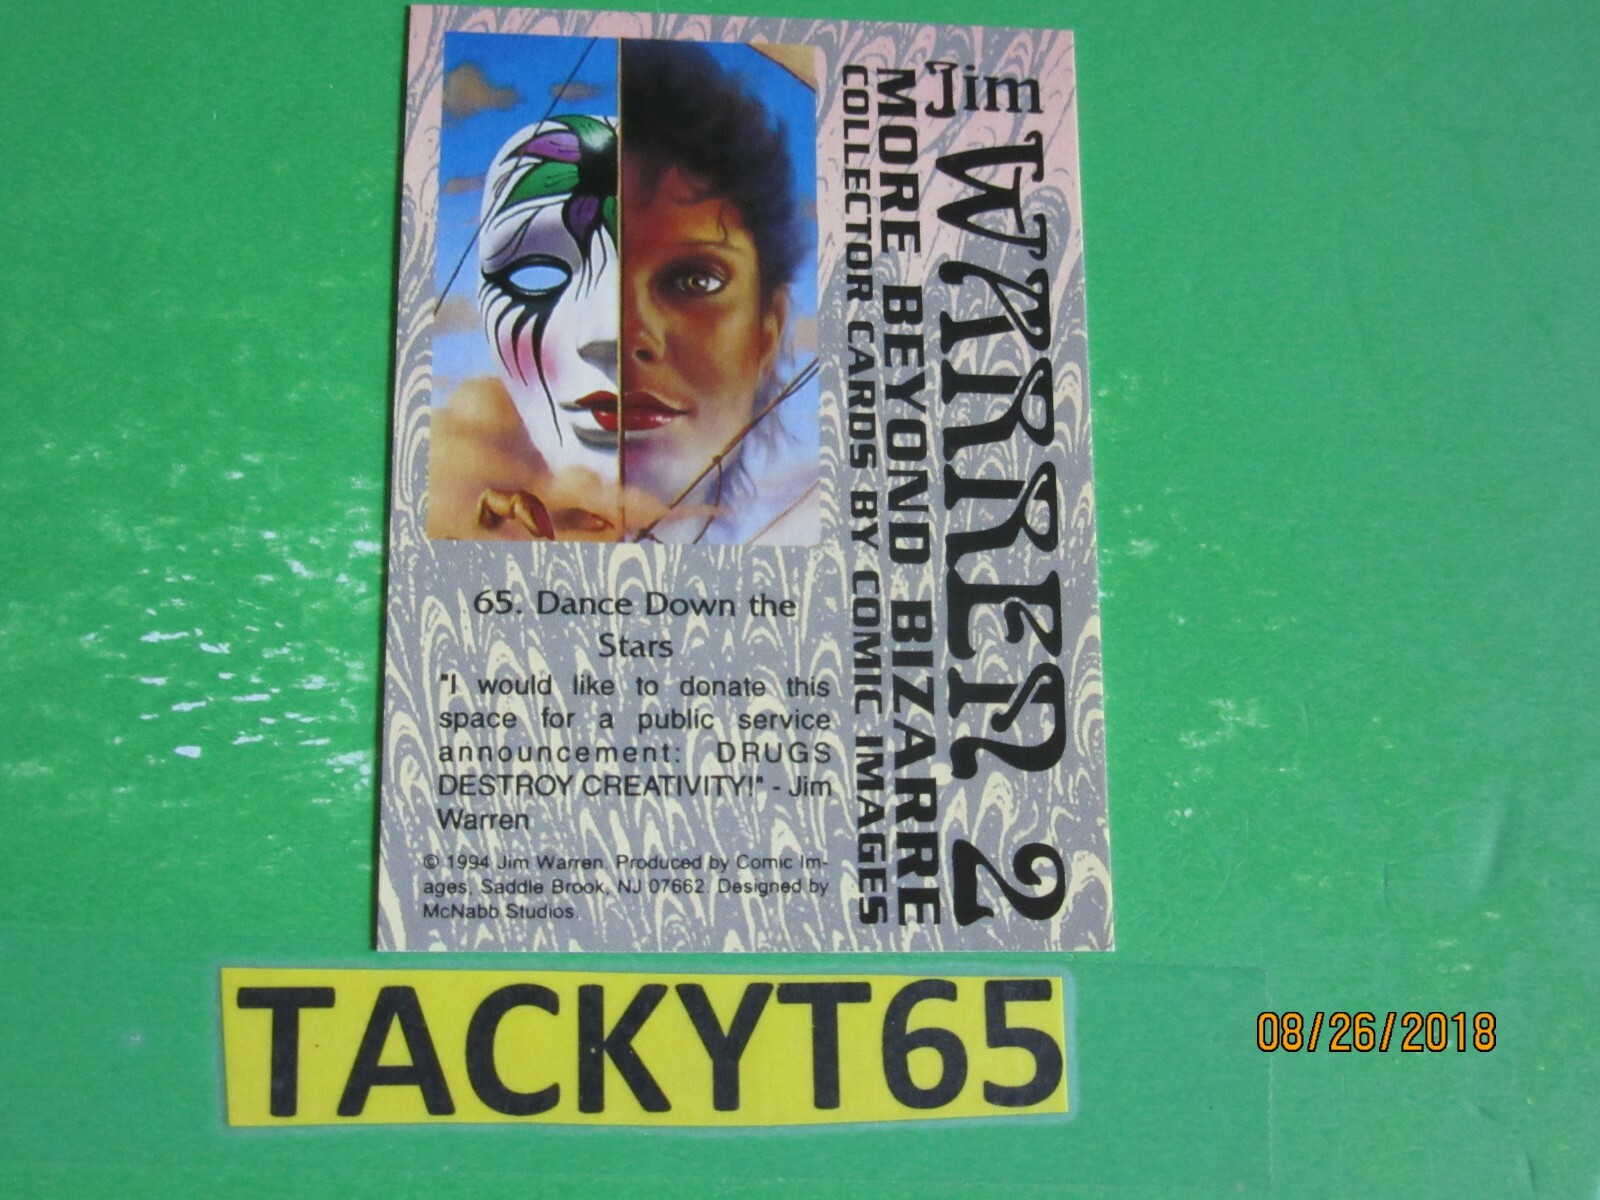 Jim
WARREN 2
MORE BEYOND BIZARRE
COLLECTOR CARDS BY COMIC IMAGES
65. Dance Down the
Stars
"I would like to donate this
space for a public service
announcement: DRUGS
DESTROY CREATIVITY!" - Jim
Warren
© 1994 Jim Warren. Produced by Comic Im-
ages, Saddle Brook, NJ 07662. Designed by
McNabb Studios.
TACKYT65
08/26/2018